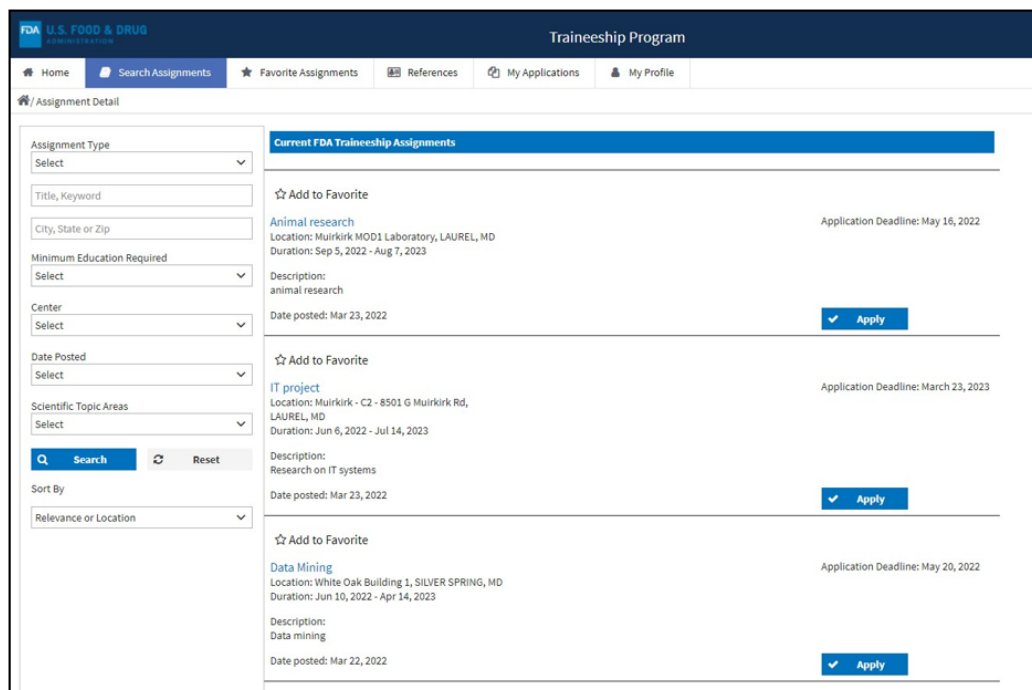 FDA U.S. FOOD & DRUG
ADMINISTRATION
Traineeship Program
Home
Search Assignments
Favorite Assignments
References
My Applications
My Profile
/ Assignment Detail
Assignment Type
Select
Title, Keyword
City, State or Zip
Minimum Education Required
Select
Center
Select
Date Posted
Select
Scientific Topic Areas
Select
Search
Reset
Sort By
Relevance or Location
Current FDA Traineeship Assignments
Add to Favorite
Animal research
Application Deadline: May 16, 2022
Location: Muirkirk MOD1 Laboratory, LAUREL, MD
Duration: Sep 5, 2022 - Aug 7, 2023
Description:
animal research
Date posted: Mar 23, 2022
Apply
Add to Favorite
IT project
Application Deadline: March 23, 2023
Location: Muirkirk - C2 - 8501 G Muirkirk Rd,
LAUREL, MD
Duration: Jun 6, 2022 - Jul 14, 2023
Description:
Research on IT systems
Date posted: Mar 23, 2022
Apply
Add to Favorite
Data Mining
Application Deadline: May 20, 2022
Location: White Oak Building 1, SILVER SPRING, MD
Duration: Jun 10, 2022 - Apr 14, 2023
Description:
Data mining
Date posted: Mar 22, 2022
Apply